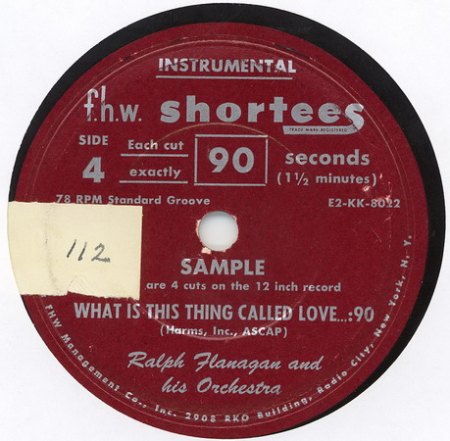 INSTRUMENTAL
f.h.w. shortees
TRADE MARK REGISTERED
SIDE 4
Each cut exactly
90
seconds (1½ minutes)
78 RPM Standard Groove
E2-KK-8022
112
SAMPLE
are 4 cuts on the 12 inch record
WHAT IS THIS THING CALLED LOVE...:90
(Harms, Inc., ASCAP)
Ralph Flanagan and
his Orchestra
FHW Management Co., Inc. 2908 RKO Building, Radio City, New York, N. Y.